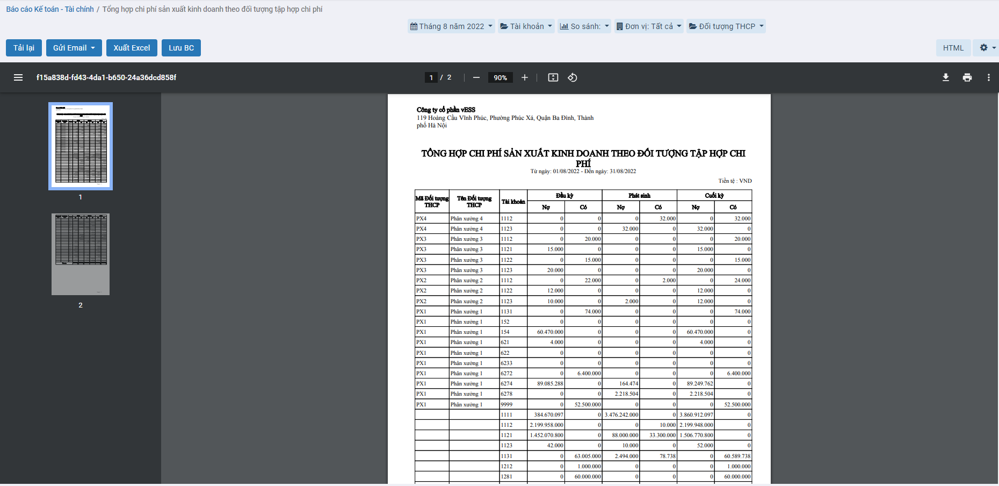 Báo cáo Kế toán - Tài chính / Tổng hợp chi phí sản xuất kinh doanh theo đối tượng tập hợp chi phí
Tháng 8 năm 2022 Tài khoản So sánh: Đơn vị: Tất cả Đối tượng THCP
Tải lại Gửi Email Xuất Excel Lưu BC HTML
f15a838d-fd43-4da1-b650-24a36dcd858f 1 / 2 90%
1
2
Công ty cổ phần vESS
119 Hoàng Cầu Vĩnh Phúc, Phường Phúc Xá, Quận Ba Đình, Thành
phố Hà Nội
TỔNG HỢP CHI PHÍ SẢN XUẤT KINH DOANH THEO ĐỐI TƯỢNG TẬP HỢP CHI
PHÍ
Từ ngày: 01/08/2022 - Đến ngày: 31/08/2022
Tiền tệ : VND
Mã Đối tượng THCP Tên Đối tượng THCP Tài khoản Đầu kỳ Phát sinh Cuối kỳ
Nợ Có Nợ Có Nợ Có
PX4 Phân xưởng 4 1112 0 0 0 32.000 0 32.000
PX4 Phân xưởng 4 1123 0 0 32.000 0 32.000 0
PX3 Phân xưởng 3 1112 0 20.000 0 0 0 20.000
PX3 Phân xưởng 3 1121 15.000 0 0 0 15.000 0
PX3 Phân xưởng 3 1122 0 15.000 0 0 0 15.000
PX3 Phân xưởng 3 1123 20.000 0 0 0 20.000 0
PX2 Phân xưởng 2 1112 0 22.000 0 2.000 0 24.000
PX2 Phân xưởng 2 1122 12.000 0 0 0 12.000 0
PX2 Phân xưởng 2 1123 10.000 0 2.000 0 12.000 0
PX1 Phân xưởng 1 1131 0 74.000 0 0 0 74.000
PX1 Phân xưởng 1 152 0 0 0 0 0 0
PX1 Phân xưởng 1 154 60.470.000 0 0 0 60.470.000 0
PX1 Phân xưởng 1 621 4.000 0 0 0 4.000 0
PX1 Phân xưởng 1 622 0 0 0 0 0 0
PX1 Phân xưởng 1 6233 0 0 0 0 0 0
PX1 Phân xưởng 1 6272 0 6.400.000 0 0 0 6.400.000
PX1 Phân xưởng 1 6274 89.085.288 0 164.474 0 89.249.762 0
PX1 Phân xưởng 1 6278 0 0 2.218.504 0 2.218.504 0
PX1 Phân xưởng 1 9999 0 52.500.000 0 0 0 52.500.000
1111 384.670.097 0 3.476.242.000 0 3.860.912.097 0
1112 2.199.958.000 0 0 10.000 2.199.948.000 0
1121 1.452.070.800 0 88.000.000 33.300.000 1.506.770.800 0
1123 42.000 0 10.000 0 52.000 0
1131 0 63.005.000 2.494.000 78.738 0 60.589.738
1212 0 1.000.000 0 0 0 1.000.000
1281 0 60.000.000 0 0 0 60.000.000